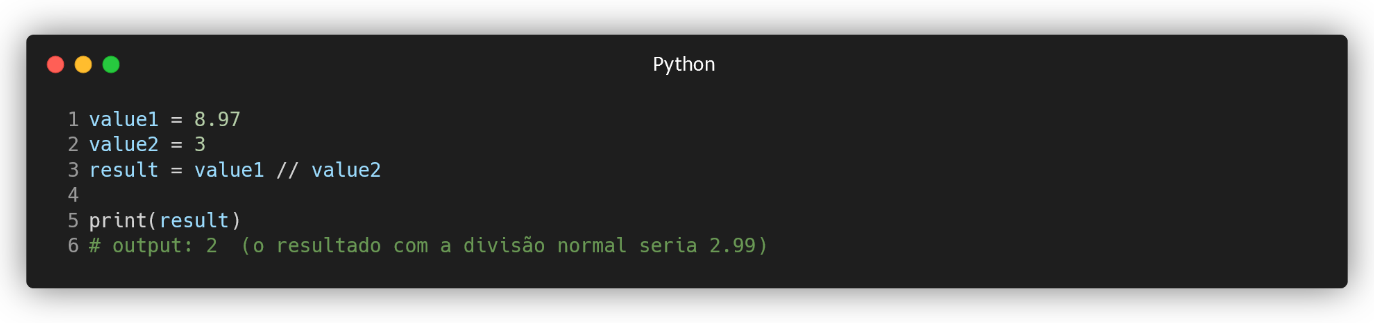 Python
1 value1 = 8.97
2 value2 = 3
3 result = value1 // value2
4
5 print(result)
6 # output: 2  (o resultado com a divisão normal seria 2.99)